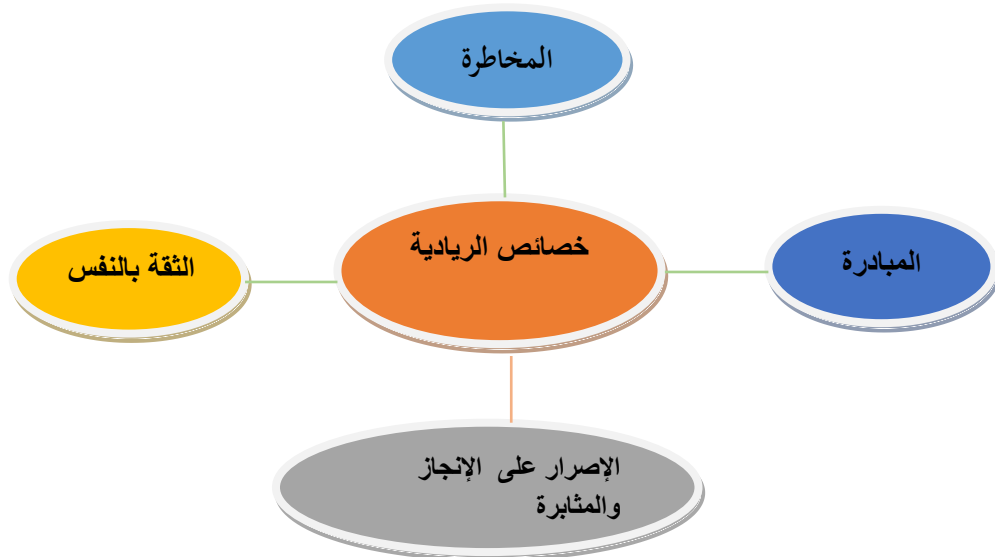 المخاطرة
خصائص الريادية
المبادرة
الثقة بالنفس
الإصرار على الإنجاز
والمثابرة